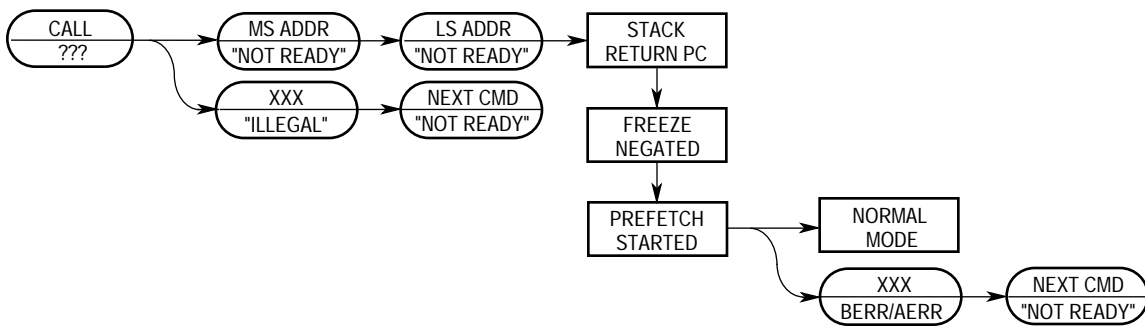 CALL
???
MS ADDR
"NOT READY"
LS ADDR
"NOT READY"
STACK
RETURN PC
XXX
"ILLEGAL"
NEXT CMD
"NOT READY"
FREEZE
NEGATED
PREFETCH
STARTED
NORMAL
MODE
XXX
BERR/AERR
NEXT CMD
"NOT READY"